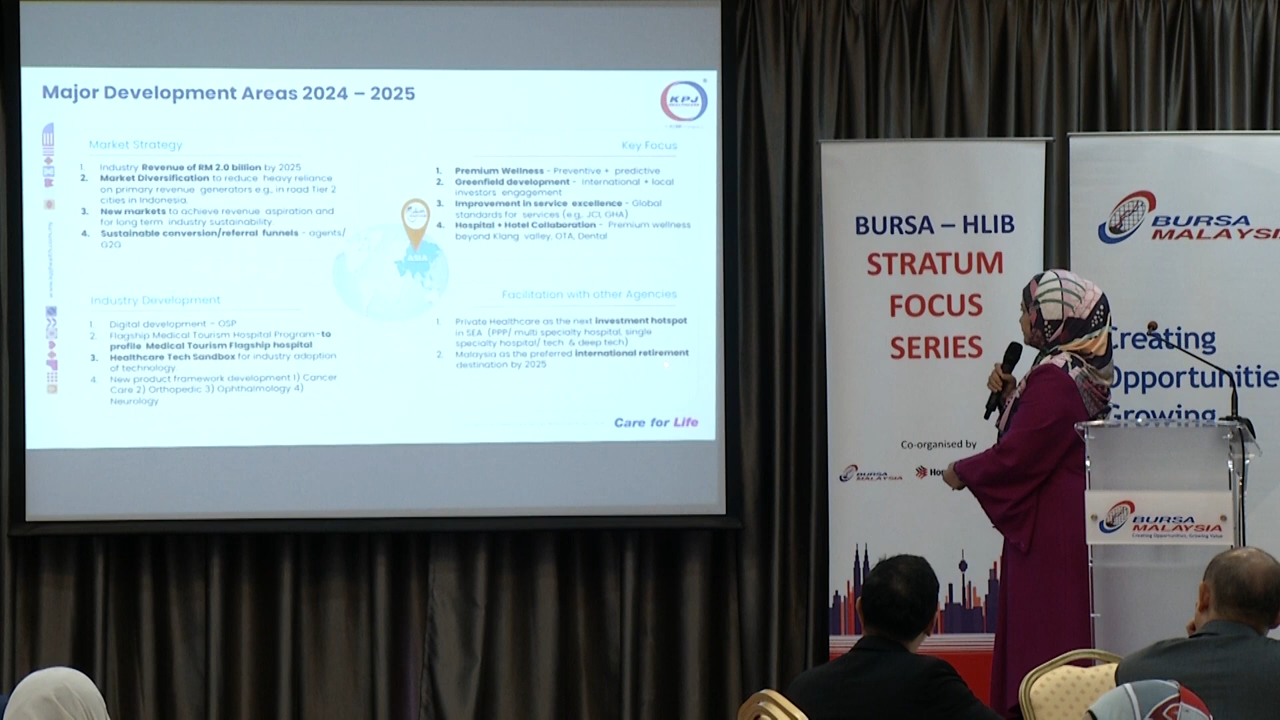 Major Development Areas 2024 – 2025
KPJ
Market Strategy
1. Industry Revenue of RM 2.0 billion by 2025
2. Market Diversification to reduce heavy reliance
on primary revenue generators e.g., in road Tier 2
cities in Indonesia.
3. New markets to achieve revenue aspiration and
for long term industry sustainability
4. Sustainable conversion/referral funnels - agents/
G2G
Key Focus
1. Premium Wellness - Preventive + predictive
2. Greenfield development - international + local
investors engagement
3. Improvement in service excellence - Global
standards for services (e.g, JCI, GHA)
4. Hospital + Hotel Collaboration - Premium wellness
beyond Klang valley, OTA, Dental
ASIA
Industry Development
1. Digital development - OSP
2. Flagship Medical Tourism Hospital Program-to
profile Medical Tourism Flagship hospital
3. Healthcare Tech Sandbox for industry adoption
of technology.
4. New product framework development 1) Cancer
Care 2) Orthopedic 3) Ophthalmology 4)
Neurology
Facilitation with other Agencies
1. Private Healthcare as the next investment hotspot
in SEA (PPP/ multi specialty hospital, single
specialty hospital/ tech & deep tech)
2. Malaysia as the preferred international retirement
destination by 2025
Care for Life
BURSA – HLIB
STRATUM
FOCUS
SERIES
Co-organised by
BURSA
MALAYSIA
Hon
BURSA
MALAYSI
Creating
Opportunitie
Growing
BURSA
MALAYSIA
Creating Opportunities, Growing Value